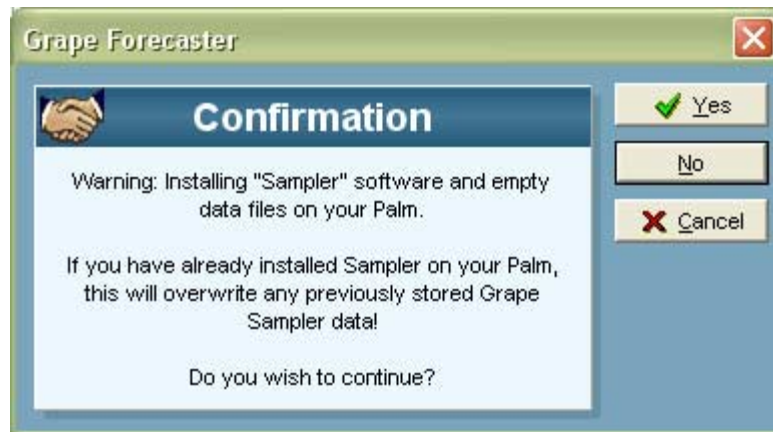 Grape Forecaster
Confirmation
Warning: Installing "Sampler" software and empty
data files on your Palm.
If you have already installed Sampler on your Palm,
this will overwrite any previously stored Grape
Sampler data!
Do you wish to continue?
Yes
No
Cancel